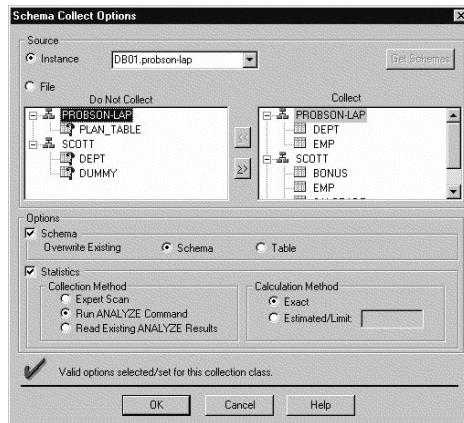 Schema Collect Options
Source
Instance
DB01.probson-lap
Get Schemas
File
Do Not Collect
Collect
PROBSON-LAP
PLAN_TABLE
SCOTT
DEPT
DUMMY
<<
>>
PROBSON-LAP
DEPT
EMP
SCOTT
BONUS
EMP
Options
Schema
Overwrite Existing
Schema
Table
Statistics
Collection Method
Expert Scan
Run ANALYZE Command
Read Existing ANALYZE Results
Calculation Method
Exact
Estimated/Limit:
Valid options selected/set for this collection class.
OK
Cancel
Help